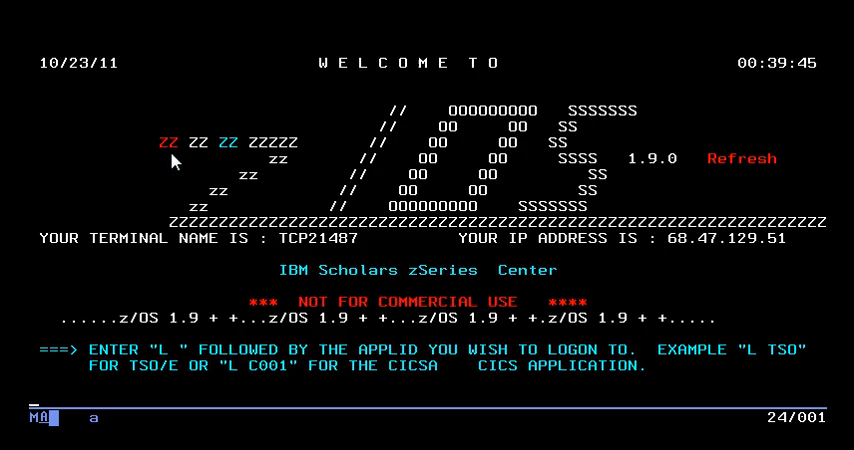 10/23/11 W E L C O M E T O 00:39:45
// OOOOOOOOO SSSSSSS
// OO OO SS
ZZ ZZ ZZ ZZZZZ // OO OO SS
zz // OO OO SSSS 1.9.0 Refresh
zz // OO OO SS
zz // OO OO SS
zz // OOOOOOOOO SSSSSSS
ZZZZZZZZZZZZZZZZZZZZZZZZZZZZZZZZZZZZZZZZZZZZZZZZZZZZZZZZZZZZZZZZZZ
YOUR TERMINAL NAME IS : TCP21487 YOUR IP ADDRESS IS : 68.47.129.51
IBM Scholars zSeries Center
*** NOT FOR COMMERCIAL USE ****
......z/OS 1.9 + +...z/OS 1.9 + +...z/OS 1.9 + +.z/OS 1.9 + +.....
===> ENTER "L " FOLLOWED BY THE APPLID YOU WISH TO LOGON TO. EXAMPLE "L TSO"
FOR TSO/E OR "L C001" FOR THE CICSA CICS APPLICATION.
MA a 24/001